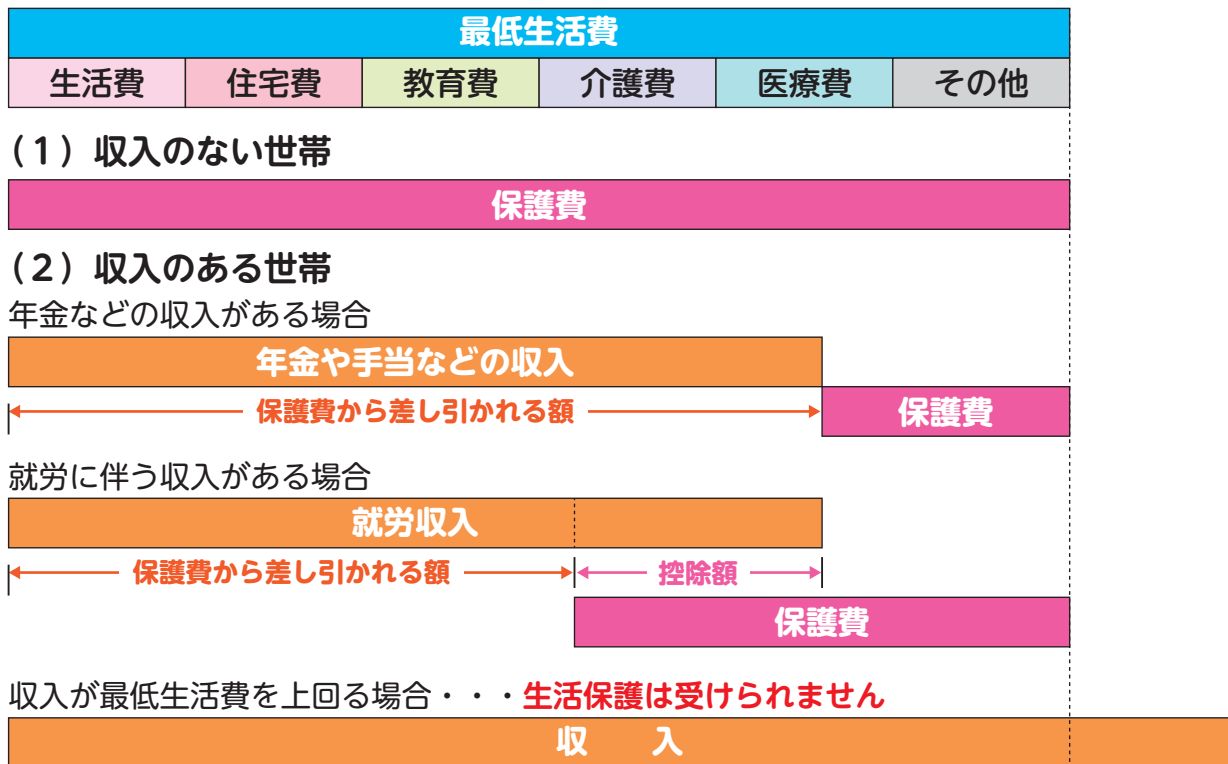 最低生活費
生活費 住宅費 教育費 介護費 医療費 その他
(1)収入のない世帯
保護費
(2)収入のある世帯
年金などの収入がある場合
年金や手当などの収入
保護費から差し引かれる額 保護費
就労に伴う収入がある場合
就労収入
保護費から差し引かれる額 控除額
保護費
収入が最低生活費を上回る場合・・・生活保護は受けられません
収 入